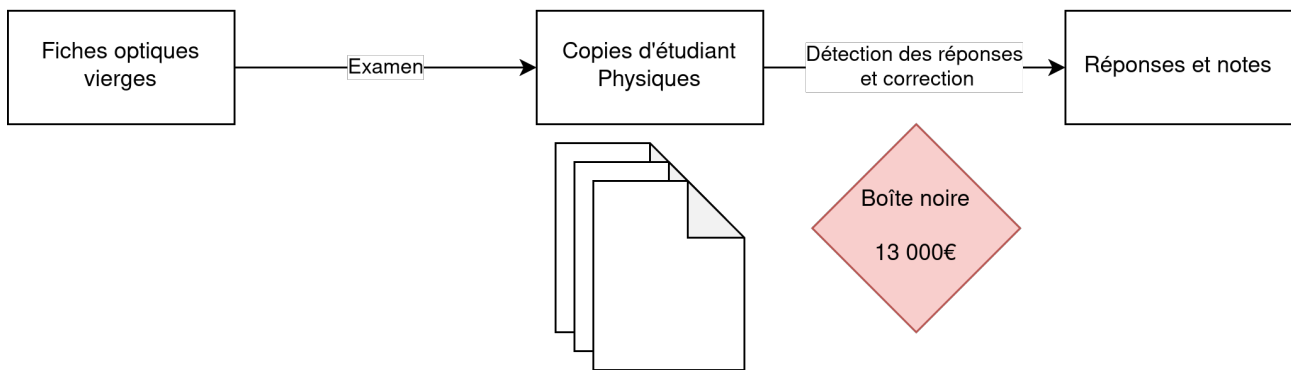 Fiches optiques
vierges
Examen
Copies d'étudiant
Physiques
Détection des réponses
et correction
Réponses et notes
Boîte noire
13 000€